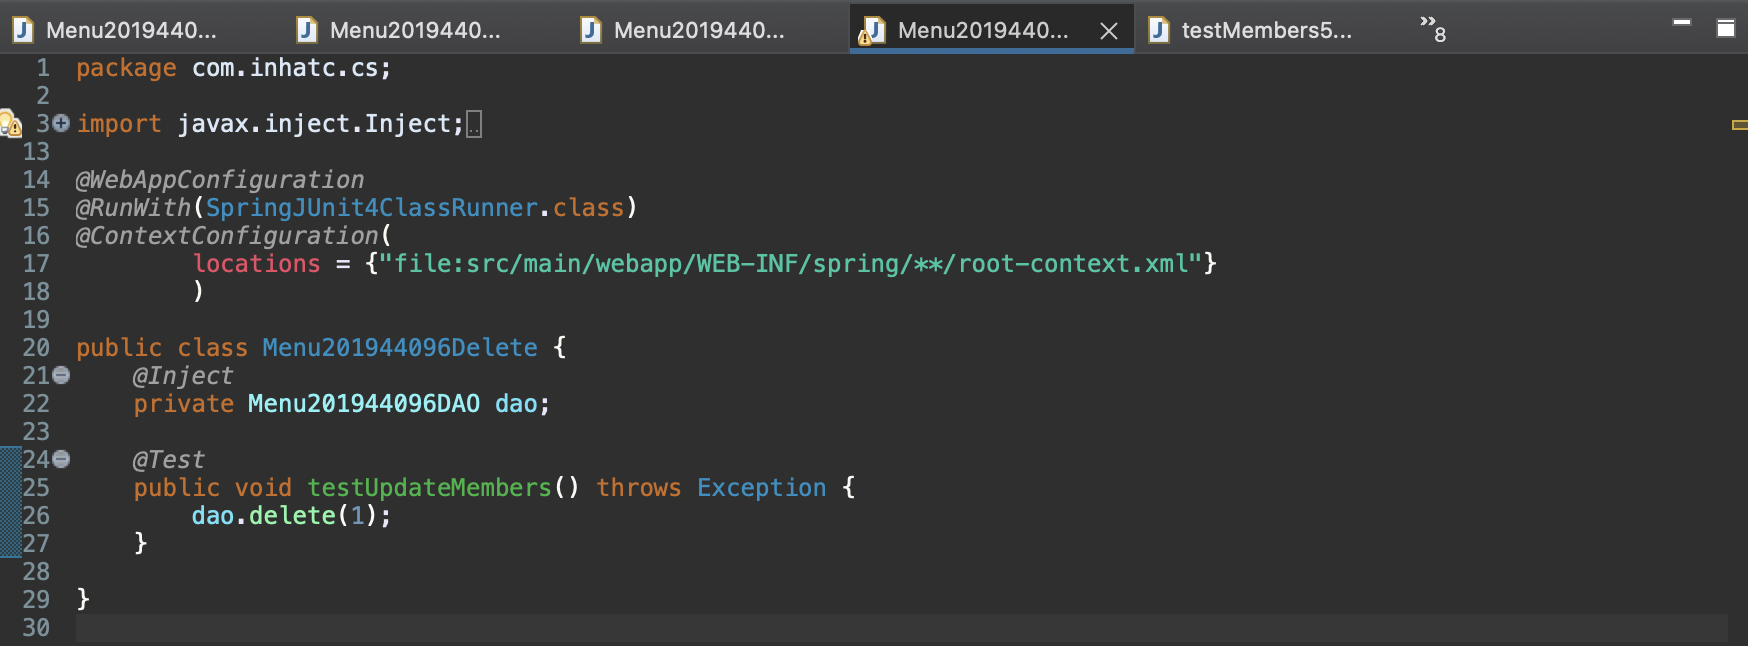 Menu2019440... Menu2019440... Menu2019440... Menu2019440... testMembers5... »8
1 package com.inhatc.cs;
2
3 import javax.inject.Inject;
13
14 @WebAppConfiguration
15 @RunWith(SpringJUnit4ClassRunner.class)
16 @ContextConfiguration(
17 locations = {"file:src/main/webapp/WEB-INF/spring/**/root-context.xml"}
18 )
19
20 public class Menu201944096Delete {
21 @Inject
22 private Menu201944096DAO dao;
23
24 @Test
25 public void testUpdateMembers() throws Exception {
26 dao.delete(1);
27 }
28
29 }
30